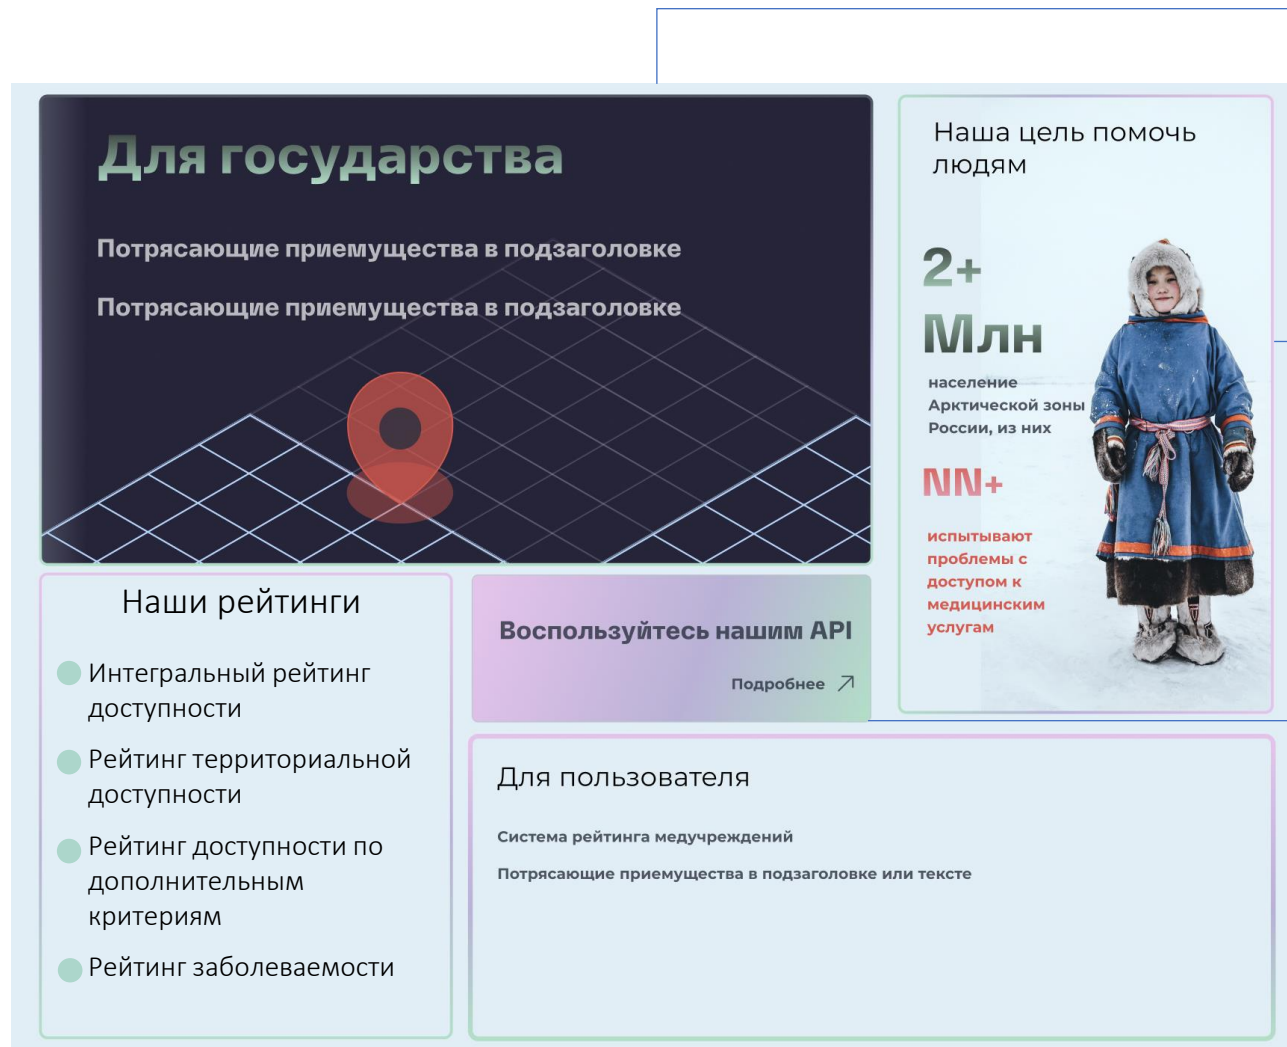 Для государства
Потрясающие приемущества в подзаголовке
Потрясающие приемущества в подзаголовке
Наша цель помочь
людям
2+
Млн
население
Арктической зоны
России, из них
NN+
испытывают
проблемы с
доступом к
медицинским
услугам
Наши рейтинги
Интегральный рейтинг
доступности
Рейтинг территориальной
доступности
Рейтинг доступности по
дополнительным
критериям
Рейтинг заболеваемости
Воспользуйтесь нашим API
Подробнее
Для пользователя
Система рейтинга медучреждений
Потрясающие приемущества в подзаголовке или тексте